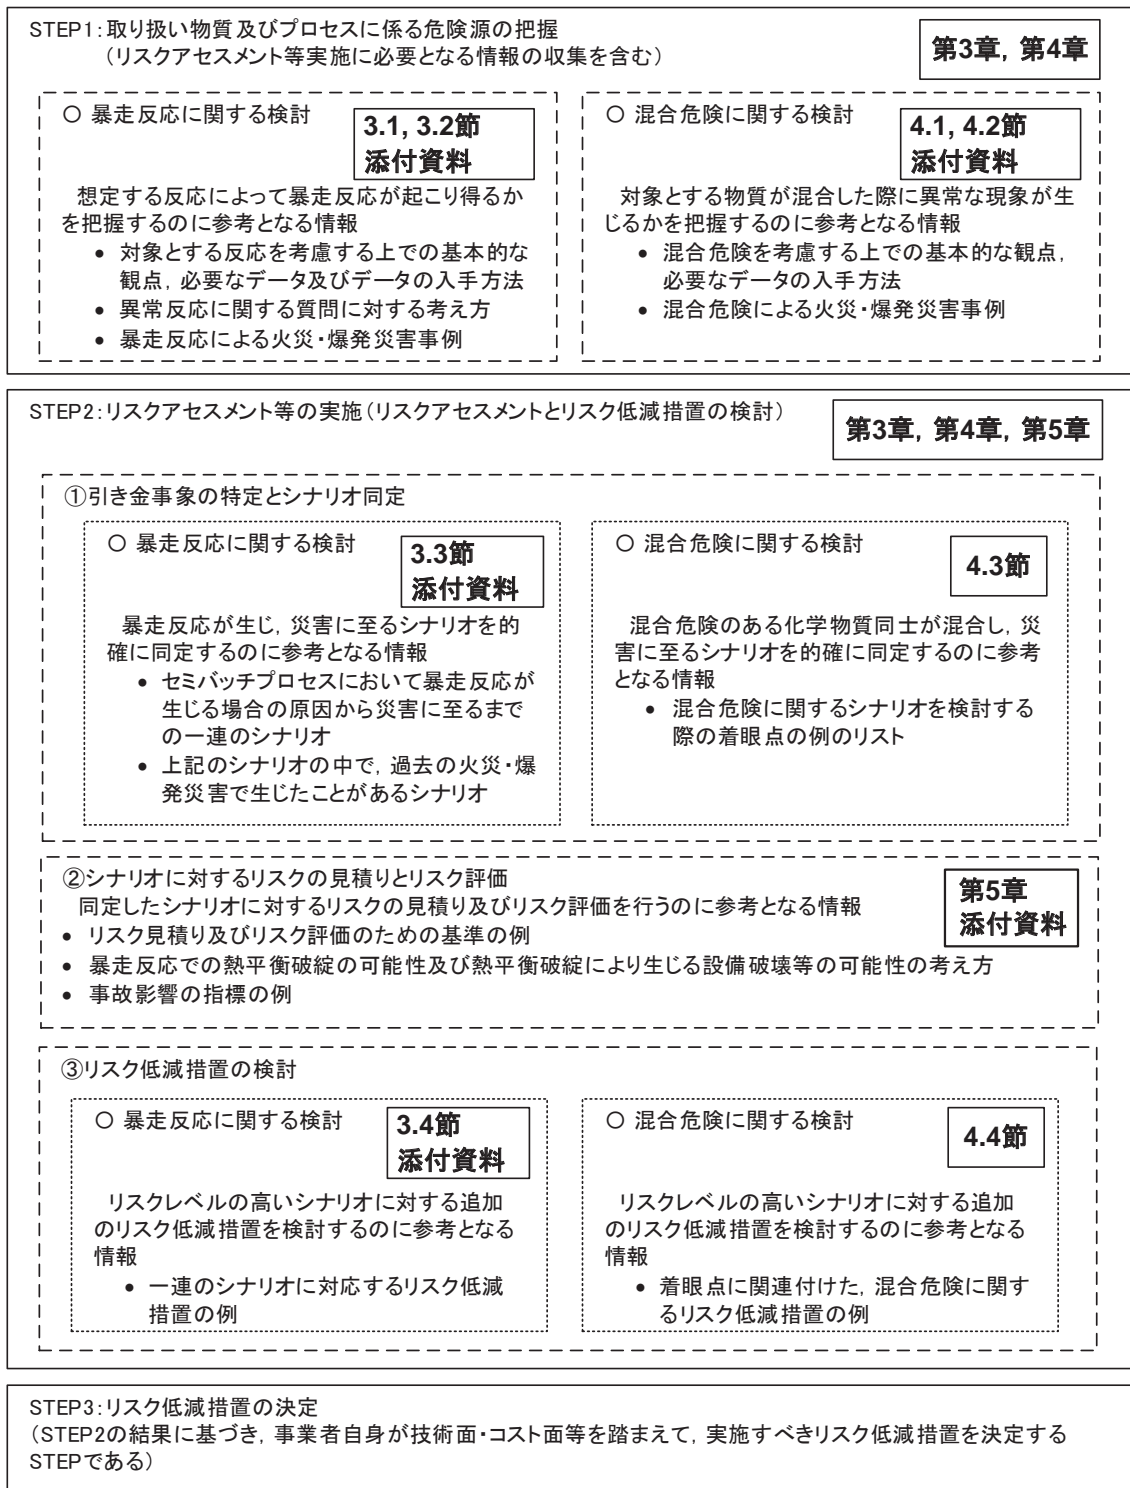 STEP1：取り扱い物質及びプロセスに係る危険源の把握
（リスクアセスメント等実施に必要となる情報の収集を含む）
第3章，第4章
○ 暴走反応に関する検討
3.1, 3.2節
添付資料
想定する反応によって暴走反応が起こり得るか
を把握するのに参考となる情報
• 対象とする反応を考慮する上での基本的な
観点，必要なデータ及びデータの入手方法
• 異常反応に関する質問に対する考え方
• 暴走反応による火災・爆発災害事例
○ 混合危険に関する検討
4.1, 4.2節
添付資料
対象とする物質が混合した際に異常な現象が生
じるかを把握するのに参考となる情報
• 混合危険を考慮する上での基本的な観点，
必要なデータの入手方法
• 混合危険による火災・爆発災害事例
STEP2：リスクアセスメント等の実施（リスクアセスメントとリスク低減措置の検討）
第3章，第4章，第5章
①引き金事象の特定とシナリオ同定
○ 暴走反応に関する検討
3.3節
添付資料
暴走反応が生じ，災害に至るシナリオを的
確に同定するのに参考となる情報
• セミバッチプロセスにおいて暴走反応が
生じる場合の原因から災害に至るまで
の一連のシナリオ
• 上記のシナリオの中で，過去の火災・爆
発災害で生じたことがあるシナリオ
○ 混合危険に関する検討
4.3節
混合危険のある化学物質同士が混合し，災
害に至るシナリオを的確に同定するのに参考
となる情報
• 混合危険に関するシナリオを検討する
際の着眼点の例のリスト
②シナリオに対するリスクの見積りとリスク評価
第5章
添付資料
同定したシナリオに対するリスクの見積り及びリスク評価を行うのに参考となる情報
• リスク見積り及びリスク評価のための基準の例
• 暴走反応での熱平衡破綻の可能性及び熱平衡破綻により生じる設備破壊等の可能性の考え方
• 事故影響の指標の例
③リスク低減措置の検討
○ 暴走反応に関する検討
3.4節
添付資料
リスクレベルの高いシナリオに対する追加
のリスク低減措置を検討するのに参考となる
情報
• 一連のシナリオに対応するリスク低減
措置の例
○ 混合危険に関する検討
4.4節
リスクレベルの高いシナリオに対する追加
のリスク低減措置を検討するのに参考となる
情報
• 着眼点に関連付けた，混合危険に関す
るリスク低減措置の例
STEP3：リスク低減措置の決定
（STEP2の結果に基づき，事業者自身が技術面・コスト面等を踏まえて，実施すべきリスク低減措置を決定する
STEPである）